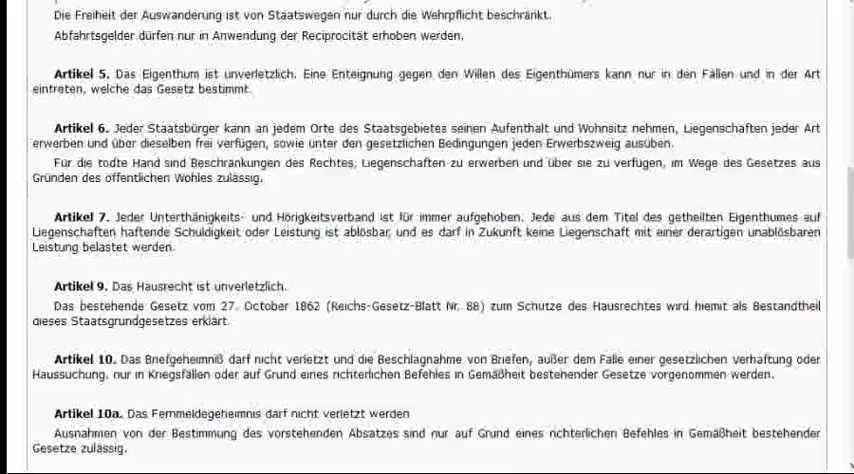 Die Freiheit der Auswanderung ist von Staatswegen nur durch die Wehrpflicht beschränkt.
Abfahrtsgelder dürfen nur in Anwendung der Reciprocität erhoben werden.
Artikel 5. Das Eigenthum ist unverletzlich. Eine Enteignung gegen den Willen des Eigenthümers kann nur in den Fällen und in der Art
eintreten, welche das Gesetz bestimmt.
Artikel 6. Jeder Staatsbürger kann an jedem Orte des Staatsgebietes seinen Aufenthalt und Wohnsitz nehmen, Liegenschaften jeder Art
erwerben und über dieselben frei verfügen, sowie unter den gesetzlichen Bedingungen jeden Erwerbszweig ausüben.
Für die todte Hand sind Beschränkungen des Rechtes, Liegenschaften zu erwerben und über sie zu verfügen, im Wege des Gesetzes aus
Gründen des öffentlichen Wohles zulässig.
Artikel 7. Jeder Unterthänigkeits- und Hörigkeitsverband ist für immer aufgehoben. Jede aus dem Titel des getheilten Eigenthumes auf
Liegenschaften haftende Schuldigkeit oder Leistung ist ablösbar, und es darf in Zukunft keine Liegenschaft mit einer derartigen unablösbaren
Leistung belastet werden.
Artikel 9. Das Hausrecht ist unverletzlich.
Das bestehende Gesetz vom 27. October 1862 (Reichs-Gesetz-Blatt Nr. 88) zum Schutze des Hausrechtes wird hiemit als Bestandtheil
dieses Staatsgrundgesetzes erklärt.
Artikel 10. Das Briefgeheimniß darf nicht verletzt und die Beschlagnahme von Briefen, außer dem Falle einer gesetzlichen Verhaftung oder
Haussuchung, nur in Kriegsfällen oder auf Grund eines richterlichen Befehles in Gemäßheit bestehender Gesetze vorgenommen werden.
Artikel 10a. Das Fernmeldegeheimnis darf nicht verletzt werden
Ausnahmen von der Bestimmung des vorstehenden Absatzes sind nur auf Grund eines richterlichen Befehles in Gemäßheit bestehender
Gesetze zulässig.